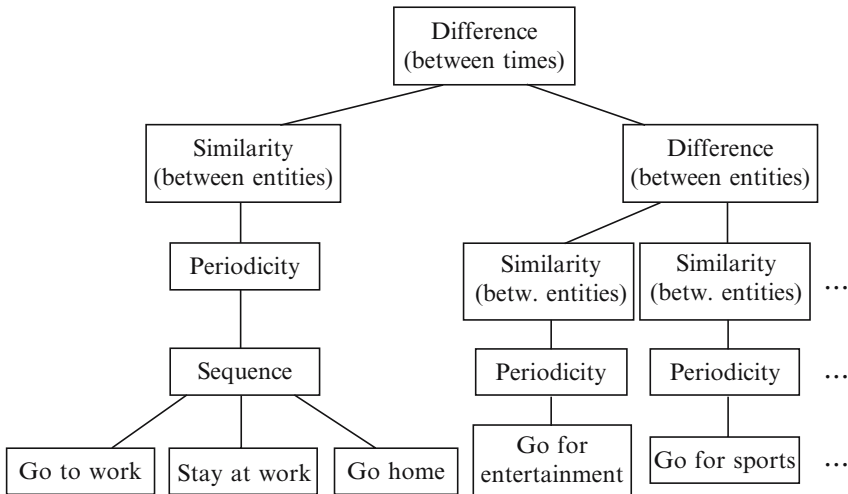 Difference
(between times)
Similarity
(between entities)
Difference
(between entities)
Periodicity
Similarity
(betw. entities)
Similarity
(betw. entities)
...
Sequence
Periodicity
Periodicity
...
Go to work
Stay at work
Go home
Go for
entertainment
Go for sports
...